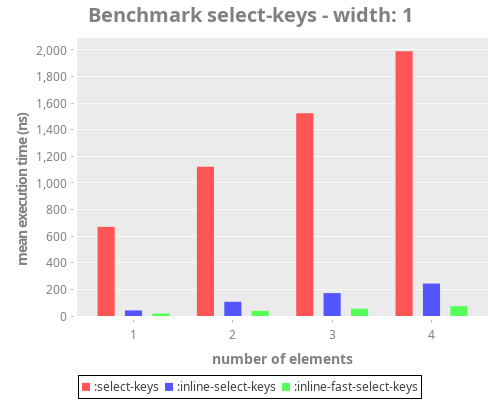 Benchmark select-keys - width: 1
mean execution time (ns)
2,000
1,800
1,600
1,400
1,200
1,000
800
600
400
200
0
1 2 3 4
number of elements
:select-keys :inline-select-keys :inline-fast-select-keys